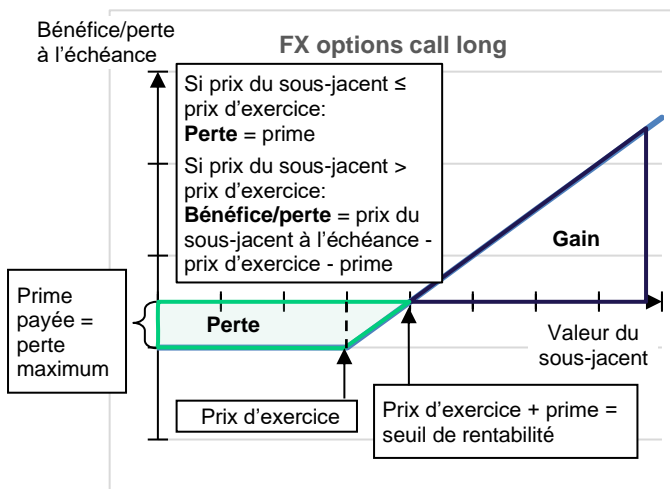 Bénéfice/perte
à l'échéance
FX options call long
Si prix du sous-jacent ≤
prix d'exercice:
Perte = prime
Si prix du sous-jacent >
prix d'exercice:
Bénéfice/perte = prix du
sous-jacent à l'échéance -
prix d'exercice - prime
Gain
Prime
payée =
perte
maximum
Perte
Valeur du
sous-jacent
Prix d'exercice
Prix d'exercice + prime =
seuil de rentabilité